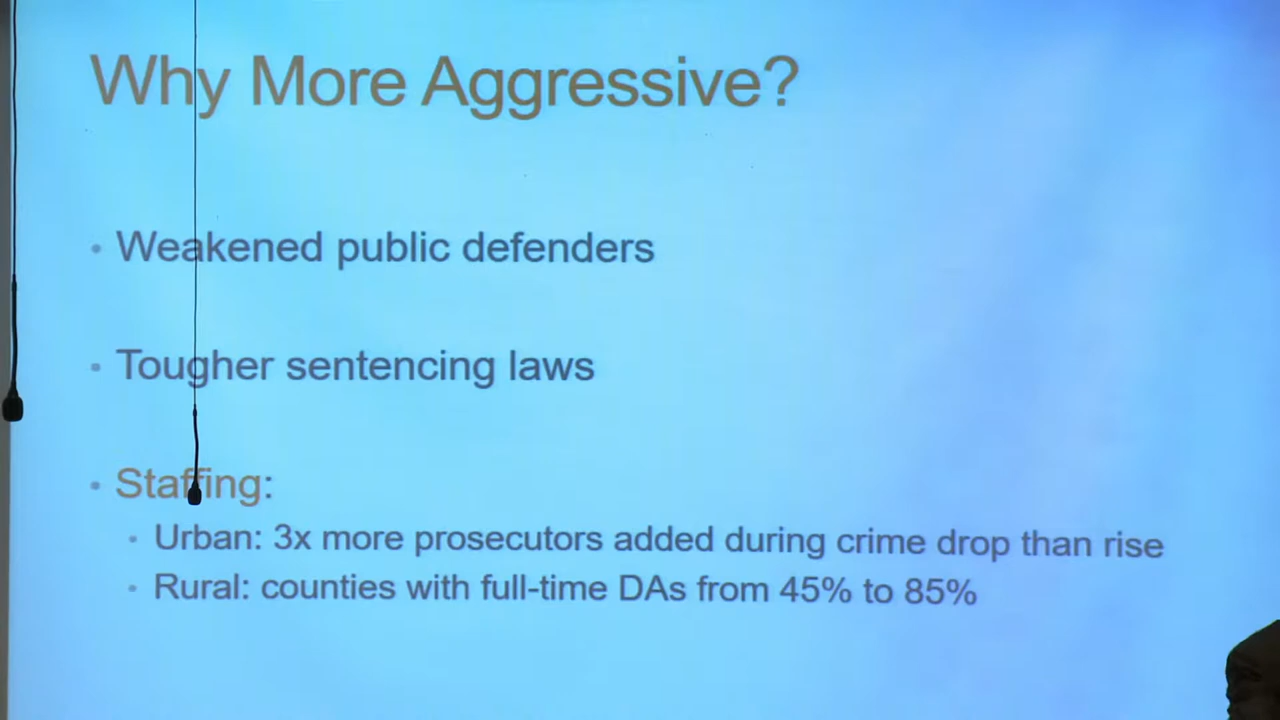 Why More Aggressive?
• Weakened public defenders
• Tougher sentencing laws
• Staffing:
• Urban: 3x more prosecutors added during crime drop than rise
• Rural: counties with full-time DAs from 45% to 85%